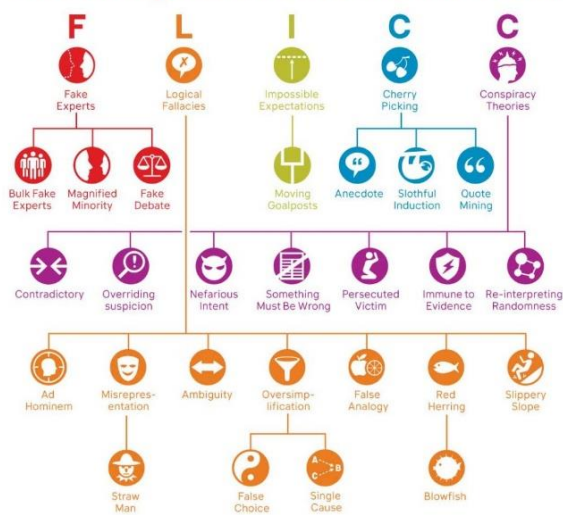 F L I C C
Fake
Experts
Logical
Fallacies
Impossible
Expectations
Cherry
Picking
Conspiracy
Theories
Bulk Fake
Experts
Magnified
Minority
Fake
Debate
Moving
Goalposts
Anecdote
Slothful
Induction
Quote
Mining
Contradictory
Overriding
suspicion
Nefarious
Intent
Something
Must Be Wrong
Persecuted
Victim
Immune to
Evidence
Re-interpreting
Randomness
Ad
Hominem
Misrepres-
entation
Ambiguity
Oversimp-
lification
False
Analogy
Red
Herring
Slippery
Slope
Straw
Man
False
Choice
A
B
C
Single
Cause
Blowfish